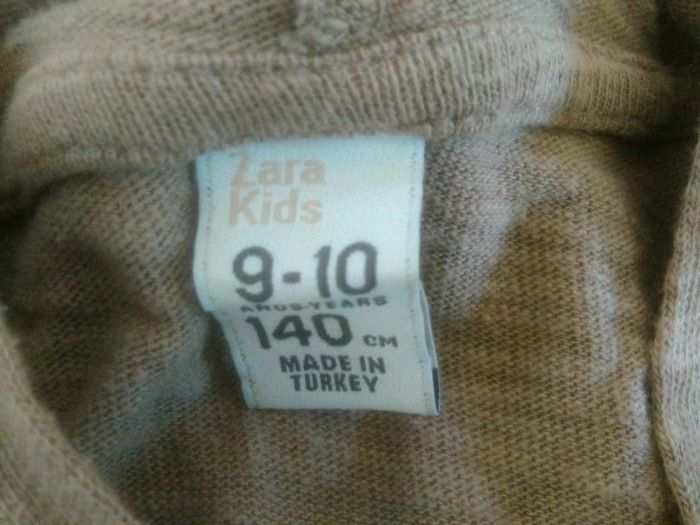 Zara
Kids
9-10
AÑOS-YEARS
140 CM
MADE IN
TURKEY